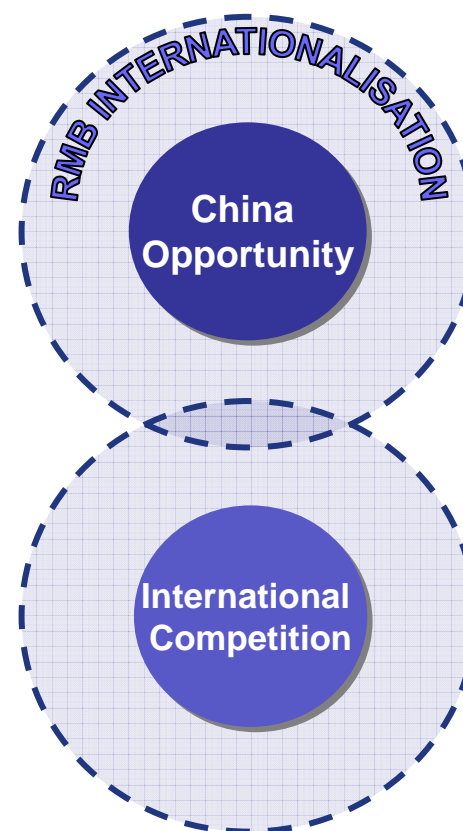 RMB INTERNATIONALISATION
China
Opportunity
International
Competition